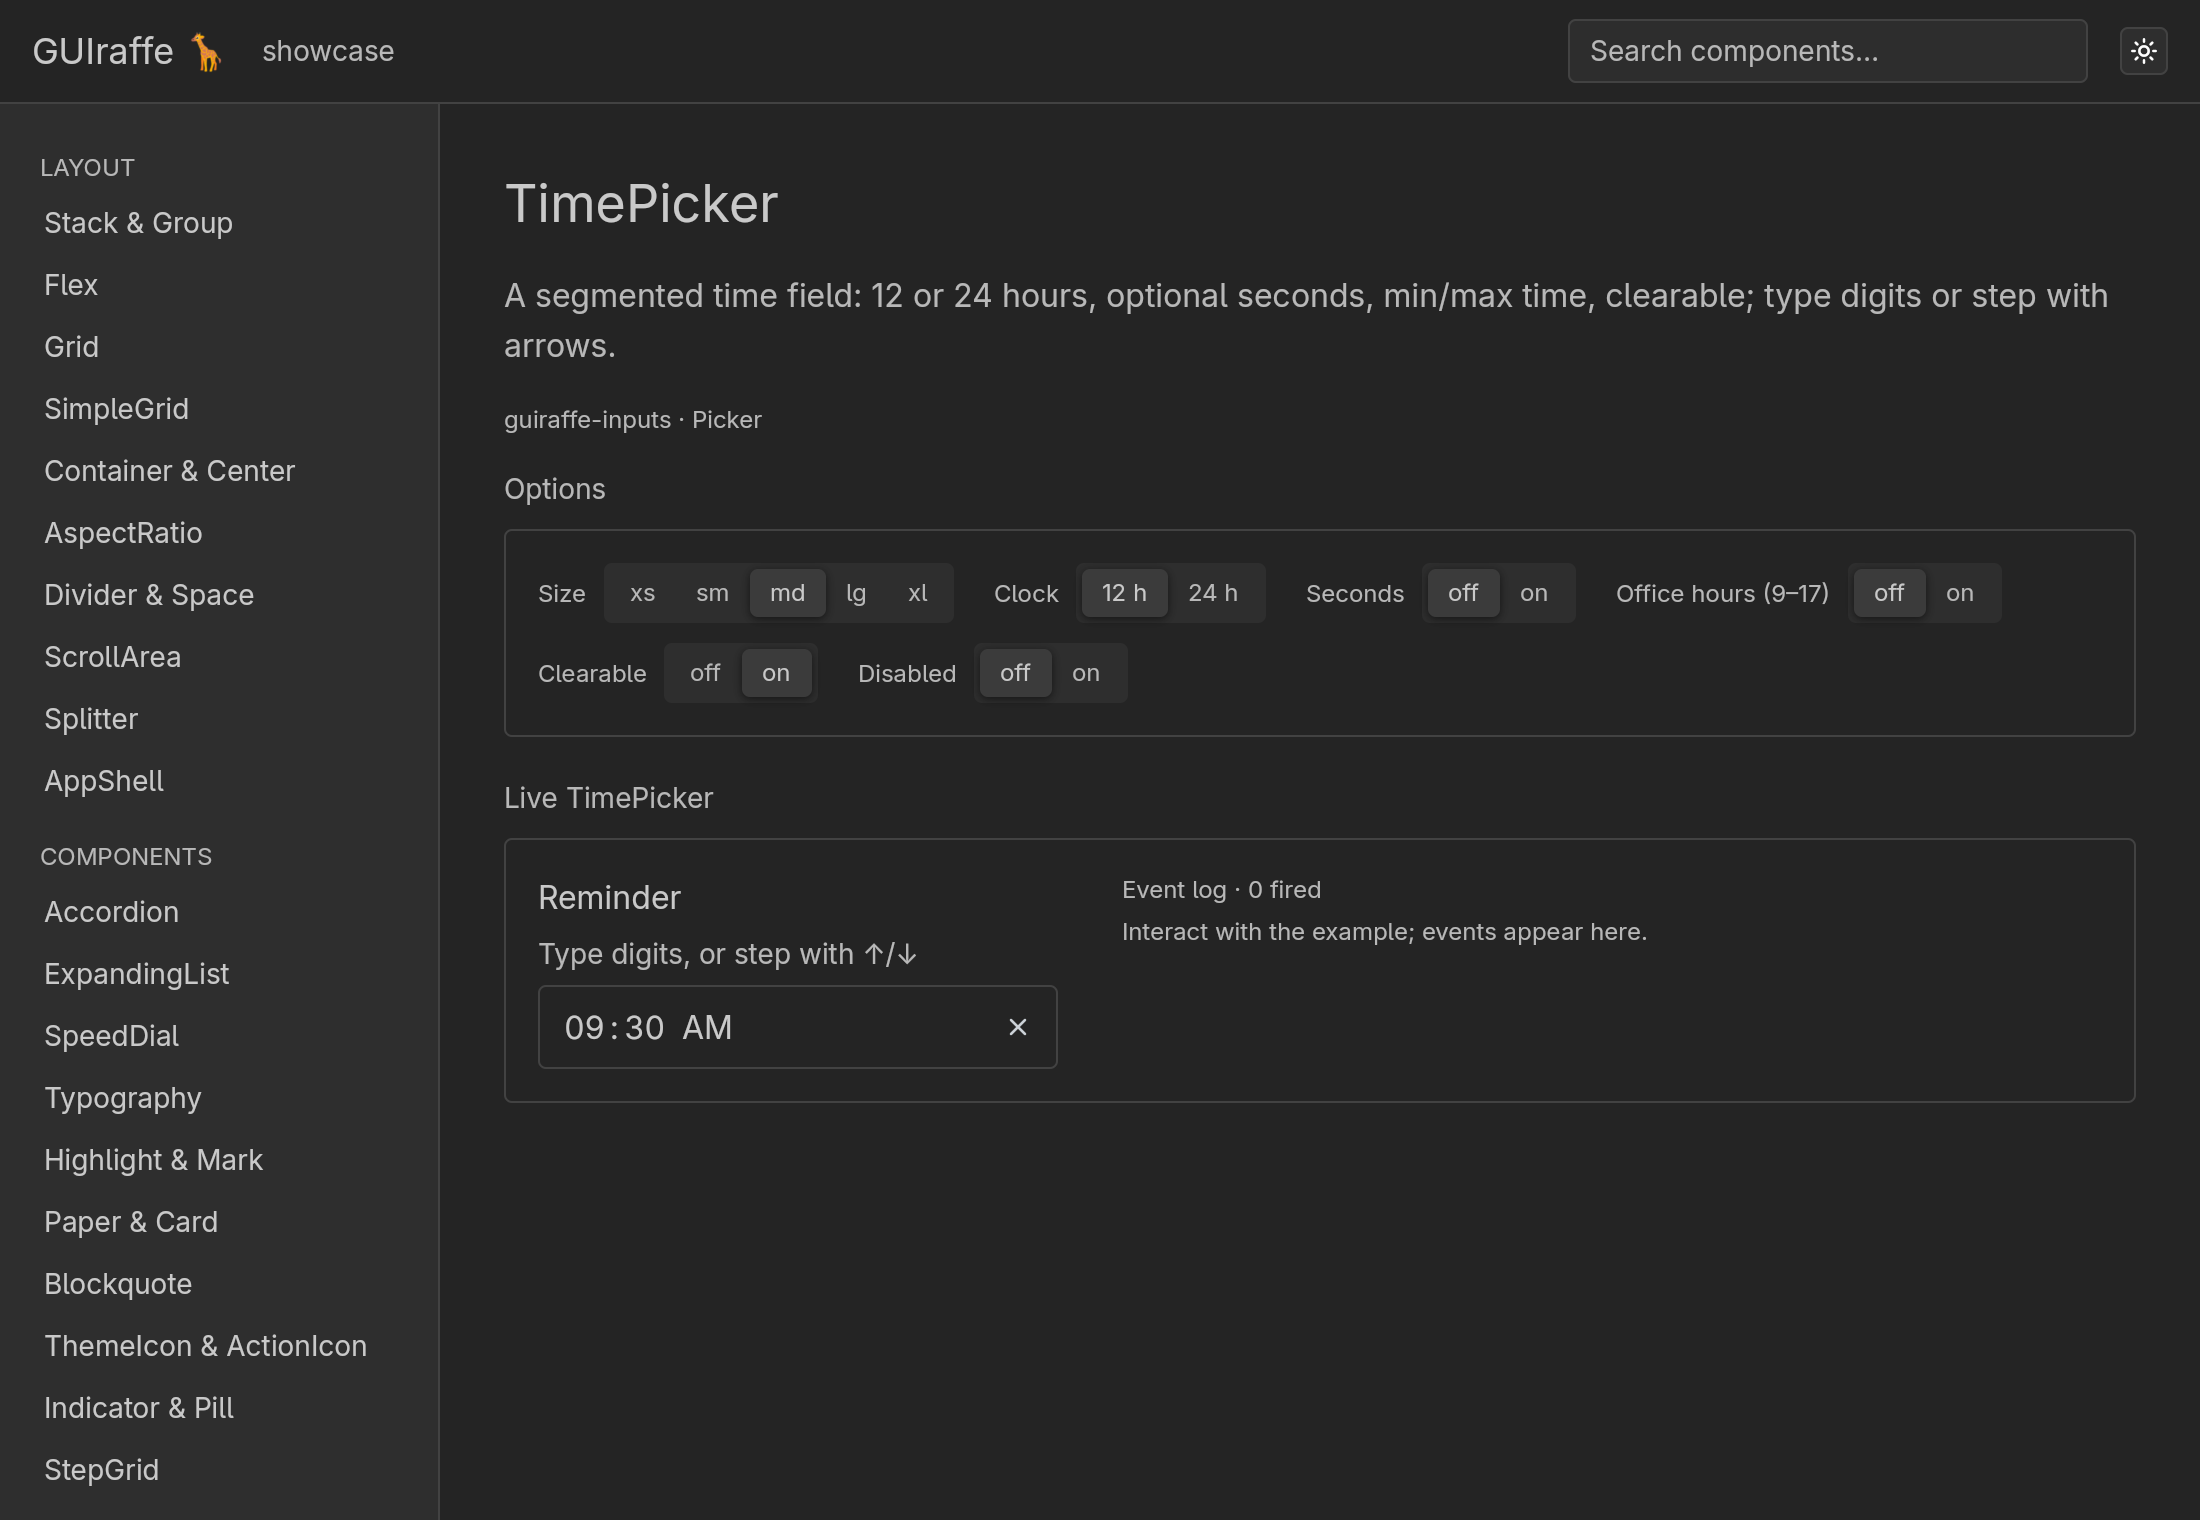 GUIraffe 🦒 showcase
Search components...
LAYOUT
Stack & Group
Flex
Grid
SimpleGrid
Container & Center
AspectRatio
Divider & Space
ScrollArea
Splitter
AppShell
COMPONENTS
Accordion
ExpandingList
SpeedDial
Typography
Highlight & Mark
Paper & Card
Blockquote
ThemeIcon & ActionIcon
Indicator & Pill
StepGrid
TimePicker
A segmented time field: 12 or 24 hours, optional seconds, min/max time, clearable; type digits or step with
arrows.
guiraffe-inputs · Picker
Options
Size xs sm md lg xl Clock 12 h 24 h Seconds off on Office hours (9–17) off on
Clearable off on Disabled off on
Live TimePicker
Reminder
Type digits, or step with ↑/↓
09:30 AM
Event log · 0 fired
Interact with the example; events appear here.